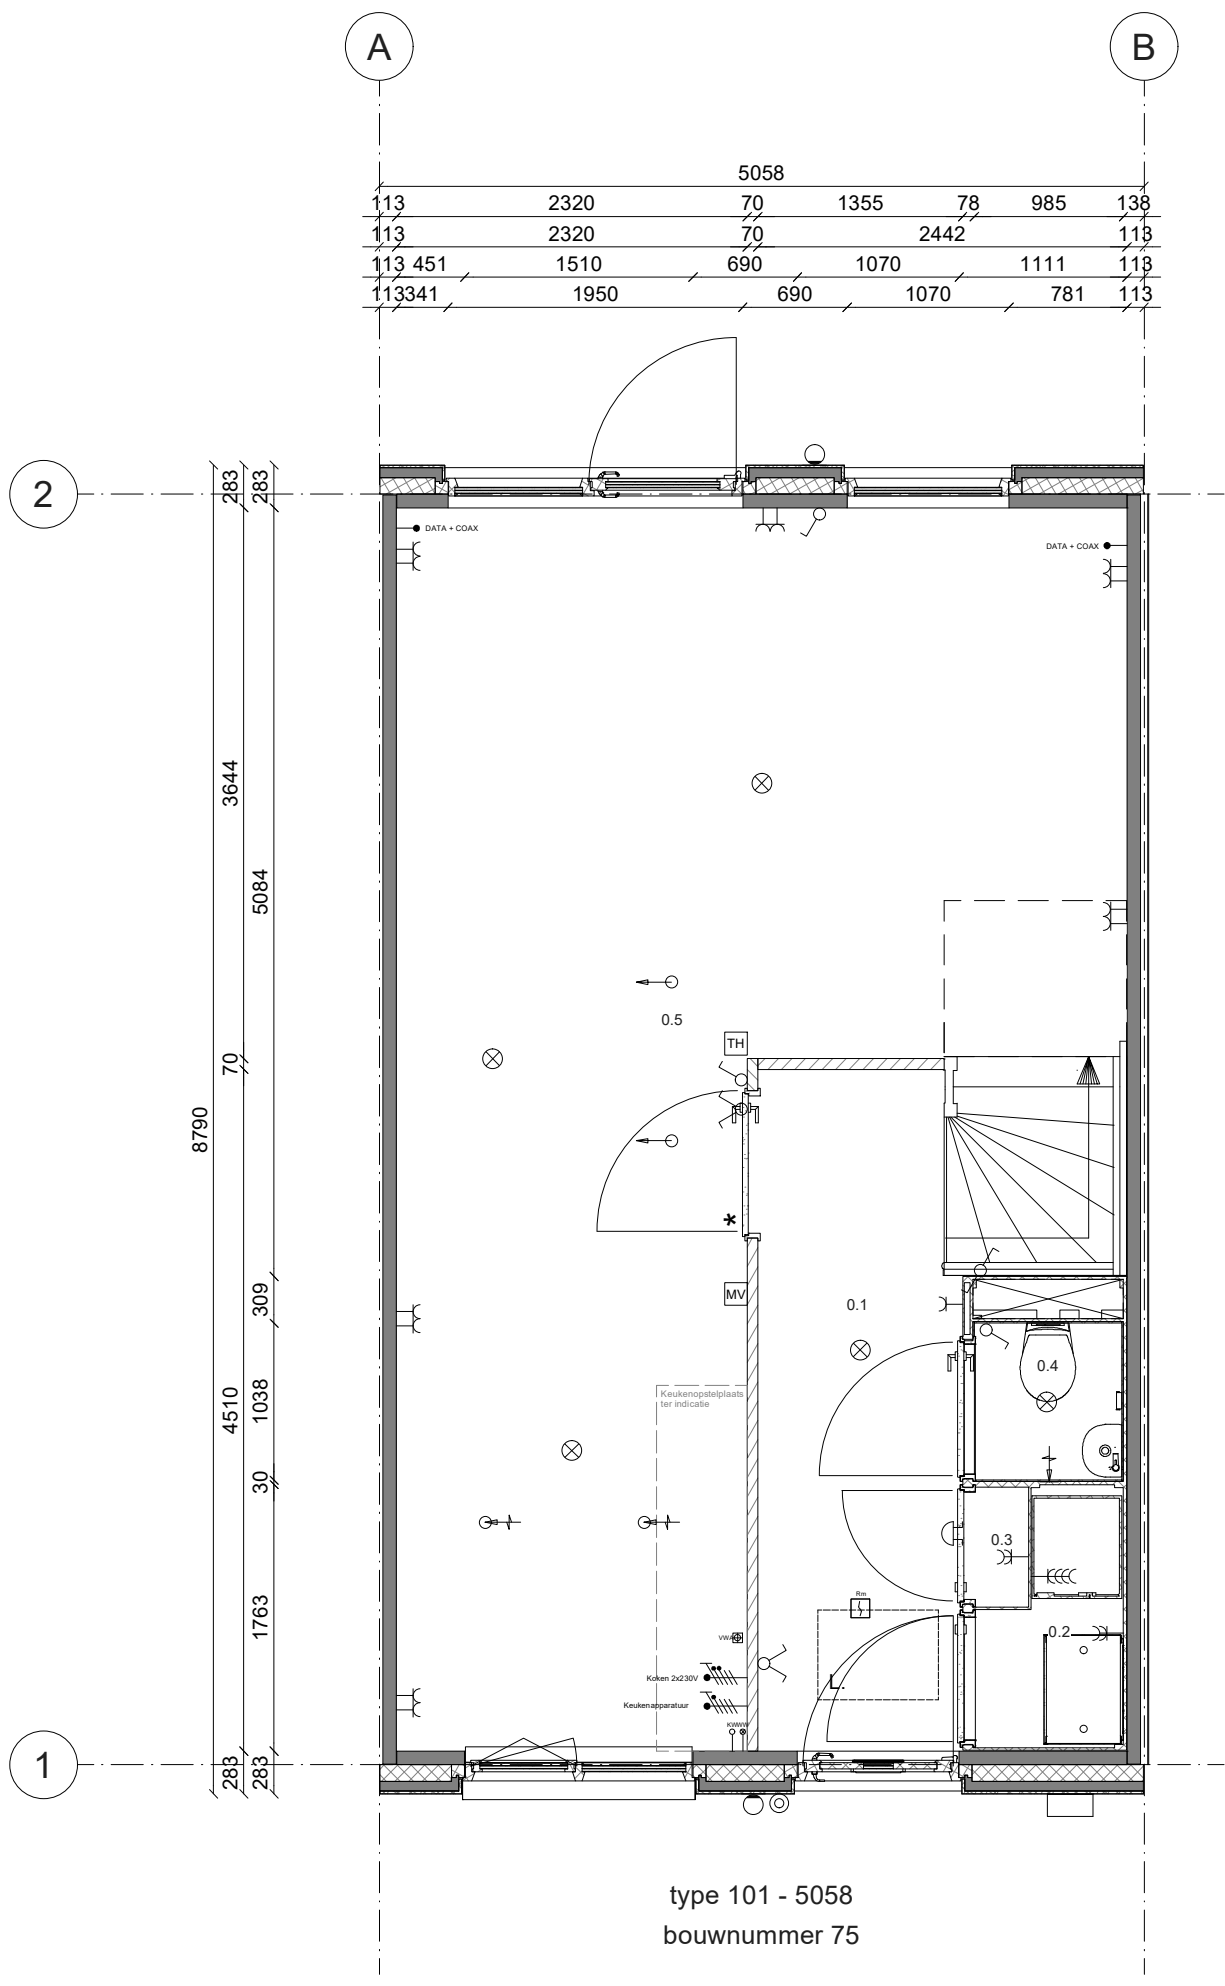 A
B
5058
113 2320 70 1355 78 985 138
113 2320 70 2442 113
113 451 1510 690 1070 1111 113
113 341 1950 690 1070 781 113
2
283 283
DATA + COAX
DATA + COAX
3644
5084
0.5
TH
70
8790
MV
309
0.1
0.4
Keukenopstelplaats
ter indicatie
4510
1038
30
0.3
Rm
1763
0.2
Koken 2x230V
L.
Keukenapparatuur
1
283 283
type 101 - 5058
bouwnummer 75